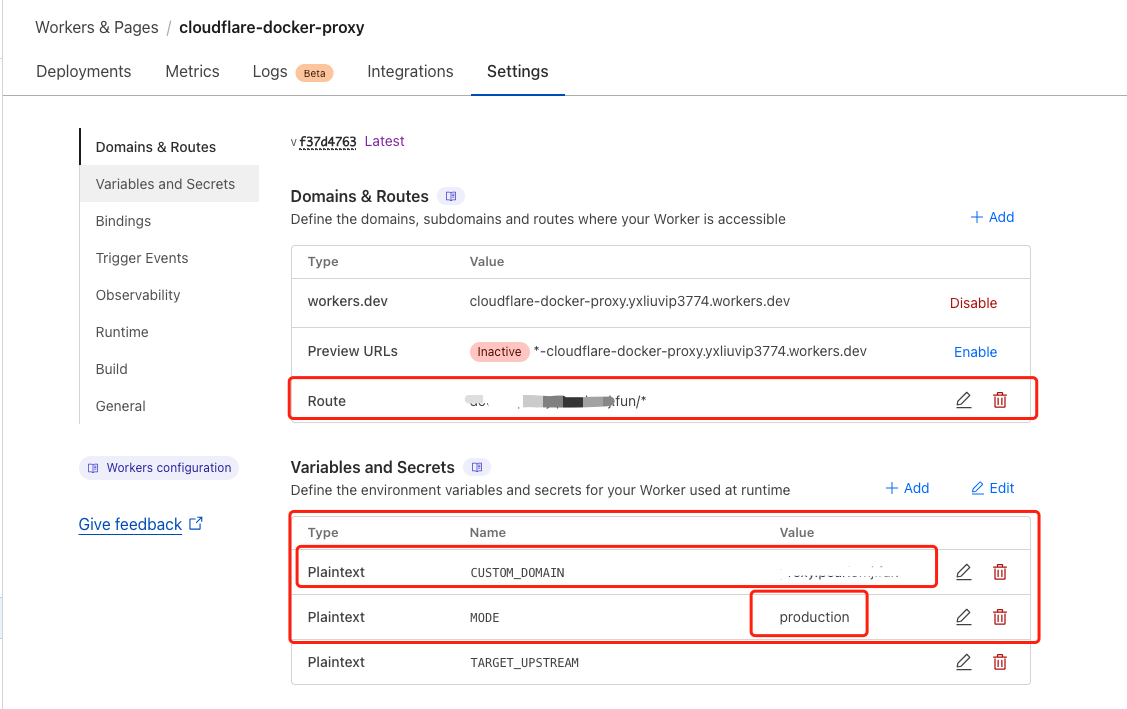 Workers & Pages / cloudflare-docker-proxy
Deployments Metrics Logs Beta Integrations Settings
Domains & Routes
Variables and Secrets
Bindings
Trigger Events
Observability
Runtime
Build
General
Workers configuration
Give feedback
v f37d4763 Latest
Domains & Routes
Define the domains, subdomains and routes where your Worker is accessible
+ Add
Type Value
workers.dev cloudflare-docker-proxy.yxliuvip3774.workers.dev Disable
Preview URLs Inactive *-cloudflare-docker-proxy.yxliuvip3774.workers.dev Enable
Route .fun/*
Variables and Secrets
Define the environment variables and secrets for your Worker used at runtime
+ Add Edit
Type Name Value
Plaintext CUSTOM_DOMAIN
Plaintext MODE production
Plaintext TARGET_UPSTREAM